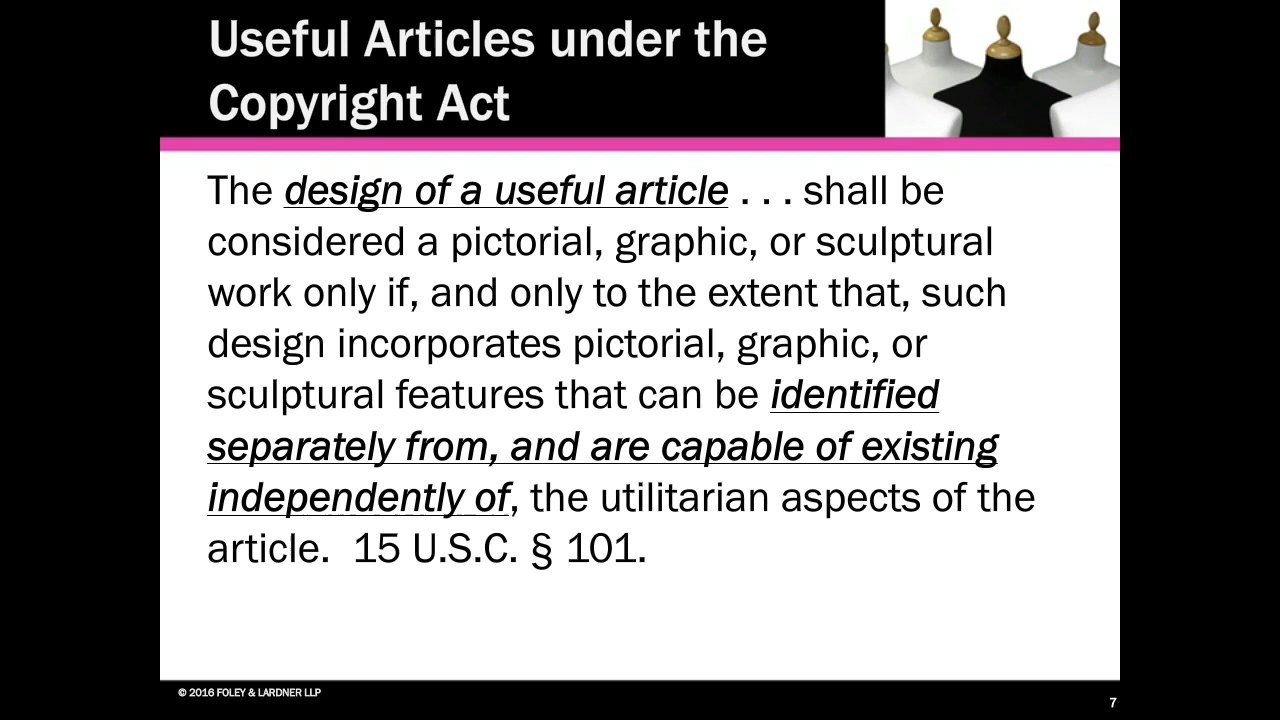 Useful Articles under the
Copyright Act
The design of a useful article . . . shall be
considered a pictorial, graphic, or sculptural
work only if, and only to the extent that, such
design incorporates pictorial, graphic, or
sculptural features that can be identified
separately from, and are capable of existing
independently of, the utilitarian aspects of the
article.  15 U.S.C. § 101.
© 2016 FOLEY & LARDNER LLP
7